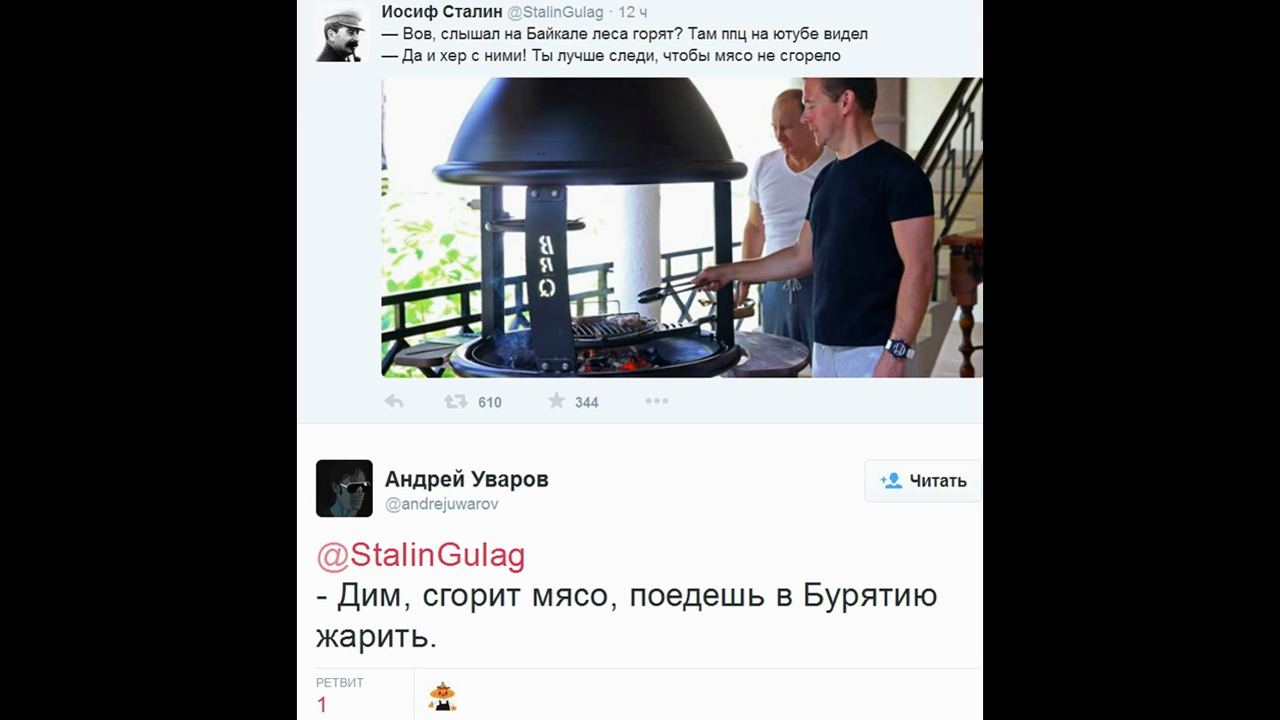 Иосиф Сталин @StalinGulag · 12 ч
— Вов, слышал на Байкале леса горят? Там ппц на ютубе видел
— Да и хер с ними! Ты лучше следи, чтобы мясо не сгорело
BBQ
610
344
Андрей Уваров
@andrejuwarov
Читать
@StalinGulag
- Дим, сгорит мясо, поедешь в Бурятию
жарить.
РЕТВИТ
1